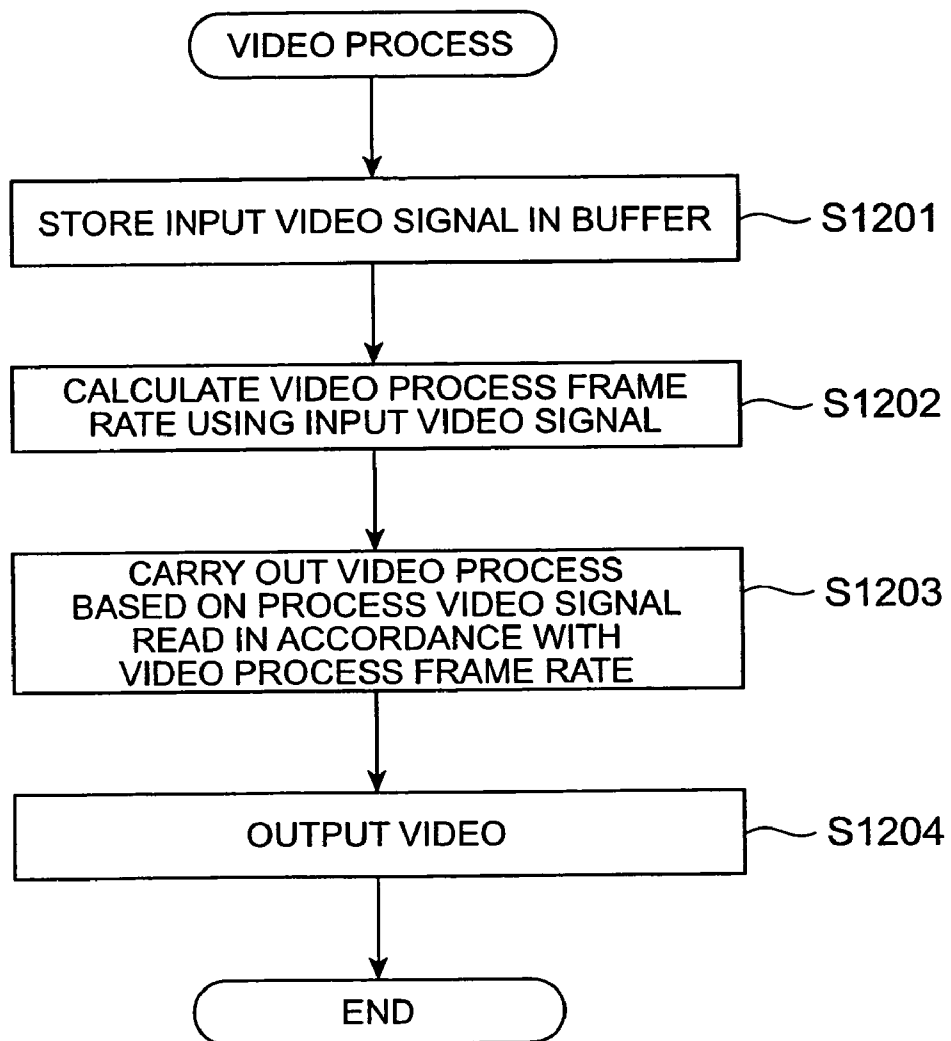 VIDEO PROCESS
STORE INPUT VIDEO SIGNAL IN BUFFER
S1201
CALCULATE VIDEO PROCESS FRAME
RATE USING INPUT VIDEO SIGNAL
S1202
CARRY OUT VIDEO PROCESS
BASED ON PROCESS VIDEO SIGNAL
READ IN ACCORDANCE WITH
VIDEO PROCESS FRAME RATE
S1203
OUTPUT VIDEO
S1204
END